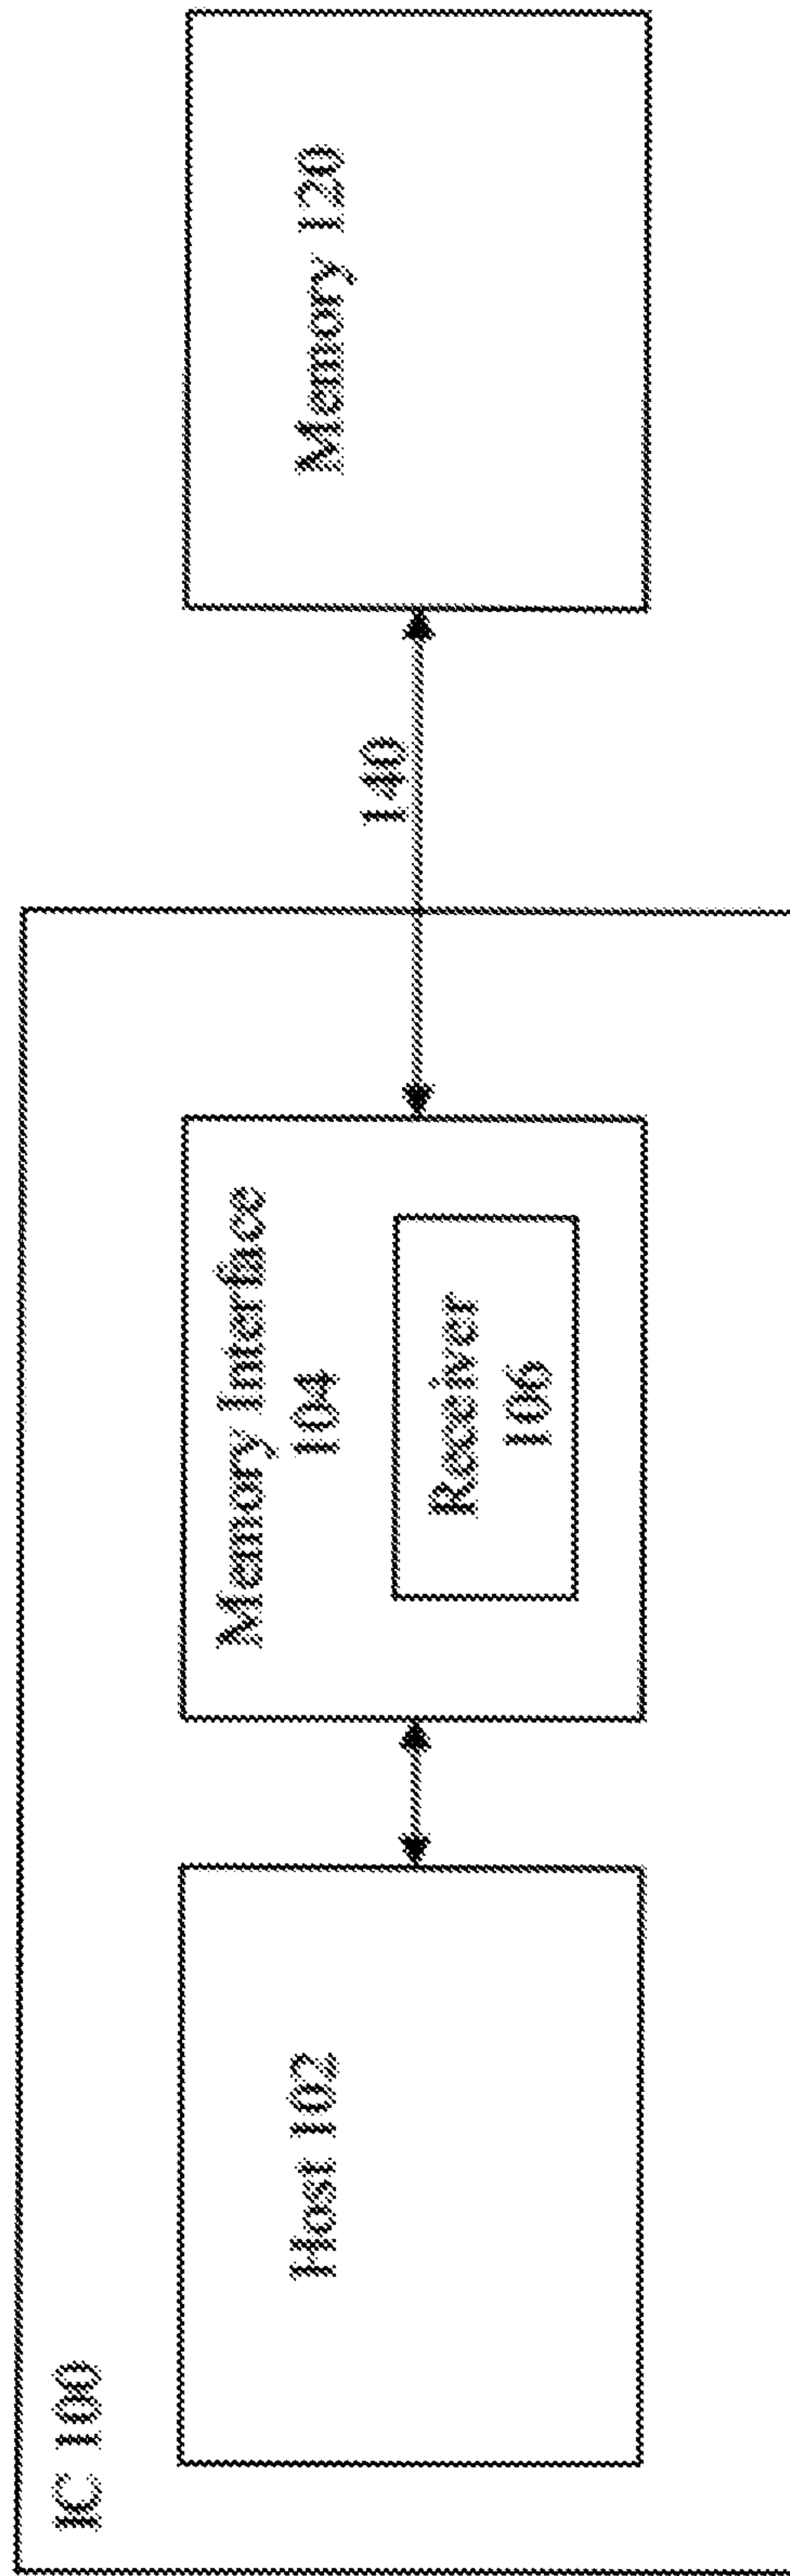 IC 100
Host 102
Memory Interface
104
Receiver
106
140
Memory 120